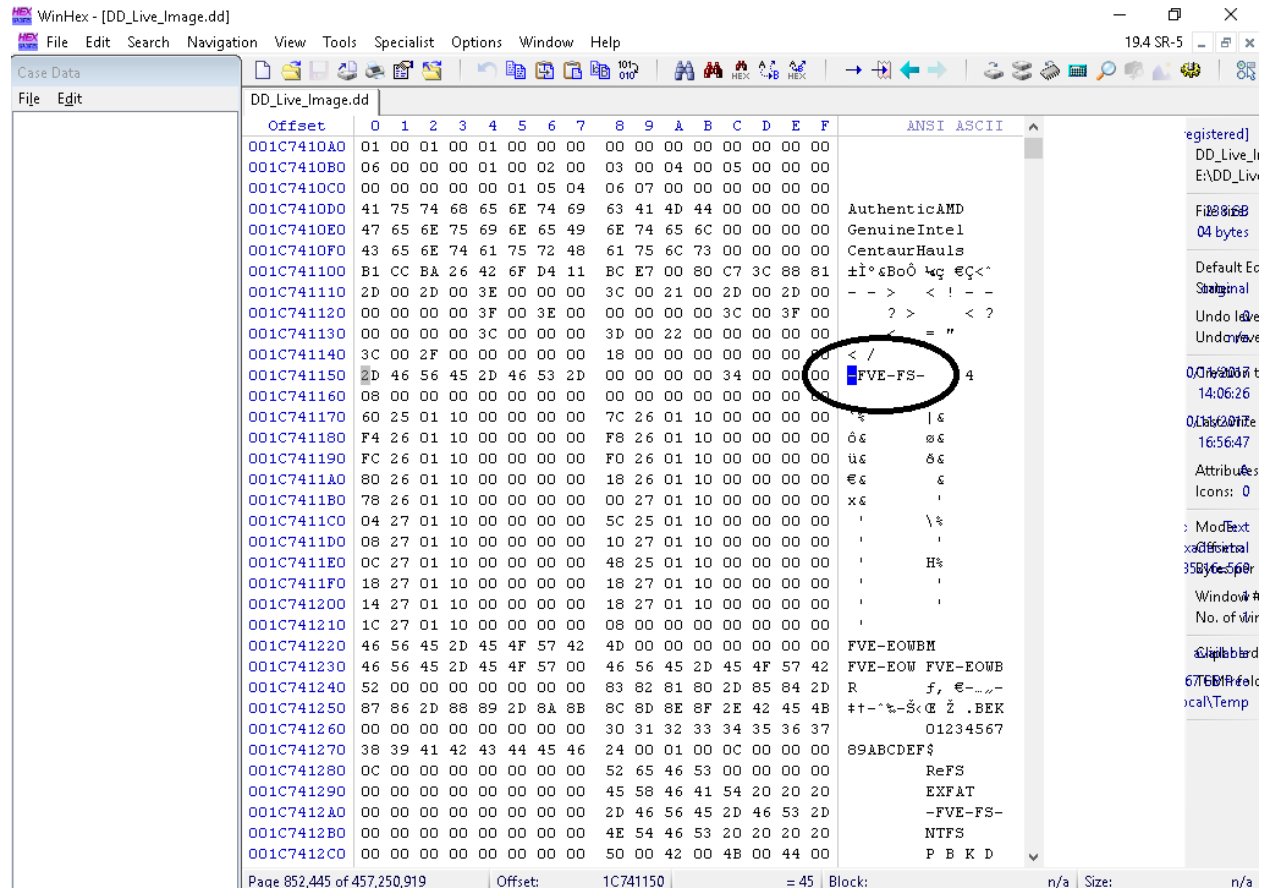 WinHex - [DD_Live_Image.dd]
File Edit Search Navigation View Tools Specialist Options Window Help 19.4 SR-5
Case Data
File Edit
DD_Live_Image.dd
Offset 0 1 2 3 4 5 6 7 8 9 A B C D E F ANSI ASCII
001C7410A0 01 00 01 00 01 00 00 00 00 00 00 00 00 00 00 00
001C7410B0 06 00 00 00 01 00 02 00 03 00 04 00 05 00 00 00
001C7410C0 00 00 00 00 00 01 05 04 06 07 00 00 00 00 00 00
001C7410D0 41 75 74 68 65 6E 74 69 63 41 4D 44 00 00 00 00 AuthenticAMD
001C7410E0 47 65 6E 75 69 6E 65 49 6E 74 65 6C 00 00 00 00 GenuineIntel
001C7410F0 43 65 6E 74 61 75 72 48 61 75 6C 73 00 00 00 00 CentaurHauls
001C741100 B1 CC BA 26 42 6F D4 11 BC E7 00 80 C7 3C 88 81 ±Ìº&BoÔ ¼ç €Ç<ˆ
001C741110 2D 00 2D 00 3E 00 00 00 3C 00 21 00 2D 00 2D 00 - - > < ! - -
001C741120 00 00 00 00 3F 00 3E 00 00 00 00 00 3C 00 3F 00 ? > < ?
001C741130 00 00 00 00 3C 00 00 00 3D 00 22 00 00 00 00 00 < = "
001C741140 3C 00 2F 00 00 00 00 00 18 00 00 00 00 00 00 00 < /
001C741150 2D 46 56 45 2D 46 53 2D 00 00 00 00 34 00 00 00 -FVE-FS- 4
001C741160 08 00 00 00 00 00 00 00 00 00 00 00 00 00 00 00
001C741170 60 25 01 10 00 00 00 00 7C 26 01 10 00 00 00 00 `% |&
001C741180 F4 26 01 10 00 00 00 00 F8 26 01 10 00 00 00 00 ô& ø&
001C741190 FC 26 01 10 00 00 00 00 F0 26 01 10 00 00 00 00 ü& ð&
001C7411A0 80 26 01 10 00 00 00 00 18 26 01 10 00 00 00 00 €& &
001C7411B0 78 26 01 10 00 00 00 00 00 27 01 10 00 00 00 00 x& '
001C7411C0 04 27 01 10 00 00 00 00 5C 25 01 10 00 00 00 00 ' \%
001C7411D0 08 27 01 10 00 00 00 00 10 27 01 10 00 00 00 00 ' '
001C7411E0 0C 27 01 10 00 00 00 00 48 25 01 10 00 00 00 00 ' H%
001C7411F0 18 27 01 10 00 00 00 00 18 27 01 10 00 00 00 00 ' '
001C741200 14 27 01 10 00 00 00 00 18 27 01 10 00 00 00 00 ' '
001C741210 1C 27 01 10 00 00 00 00 08 00 00 00 00 00 00 00 '
001C741220 46 56 45 2D 45 4F 57 42 4D 00 00 00 00 00 00 00 FVE-EOWBM
001C741230 46 56 45 2D 45 4F 57 00 46 56 45 2D 45 4F 57 42 FVE-EOW FVE-EOWB
001C741240 52 00 00 00 00 00 00 00 83 82 81 80 2D 85 84 2D R ƒ‚ €-…„-
001C741250 87 86 2D 88 89 2D 8A 8B 8C 8D 8E 8F 2E 42 45 4B ‡†-ˆ‰-Š‹Œ Ž .BEK
001C741260 00 00 00 00 00 00 00 00 30 31 32 33 34 35 36 37 01234567
001C741270 38 39 41 42 43 44 45 46 24 00 01 00 0C 00 00 00 89ABCDEF$
001C741280 0C 00 00 00 00 00 00 00 52 65 46 53 00 00 00 00 ReFS
001C741290 00 00 00 00 00 00 00 00 45 58 46 41 54 20 20 20 EXFAT
001C7412A0 00 00 00 00 00 00 00 00 2D 46 56 45 2D 46 53 2D -FVE-FS-
001C7412B0 00 00 00 00 00 00 00 00 4E 54 46 53 20 20 20 20 NTFS
001C7412C0 00 00 00 00 00 00 00 00 50 00 42 00 4B 00 44 00 P B K D
Page 852,445 of 457,250,919 Offset: 1C741150 = 45 Block: n/a Size: n/a
egistered]
DD_Live_I
E:\DD_Liv
04 bytes
Default Ed
14:06:26
16:56:47
Icons: 0